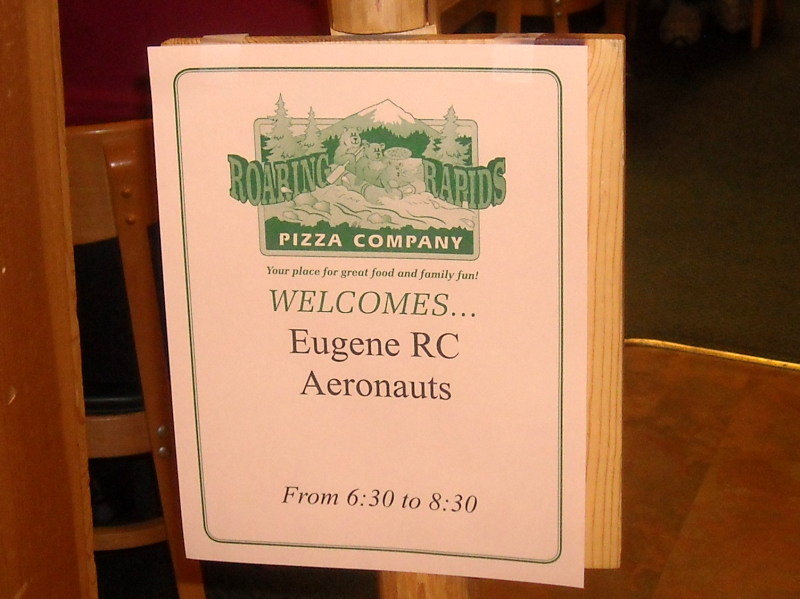 ROARING RAPIDS
PIZZA COMPANY
Your place for great food and family fun!
WELCOMES...
Eugene RC
Aeronauts
From 6:30 to 8:30